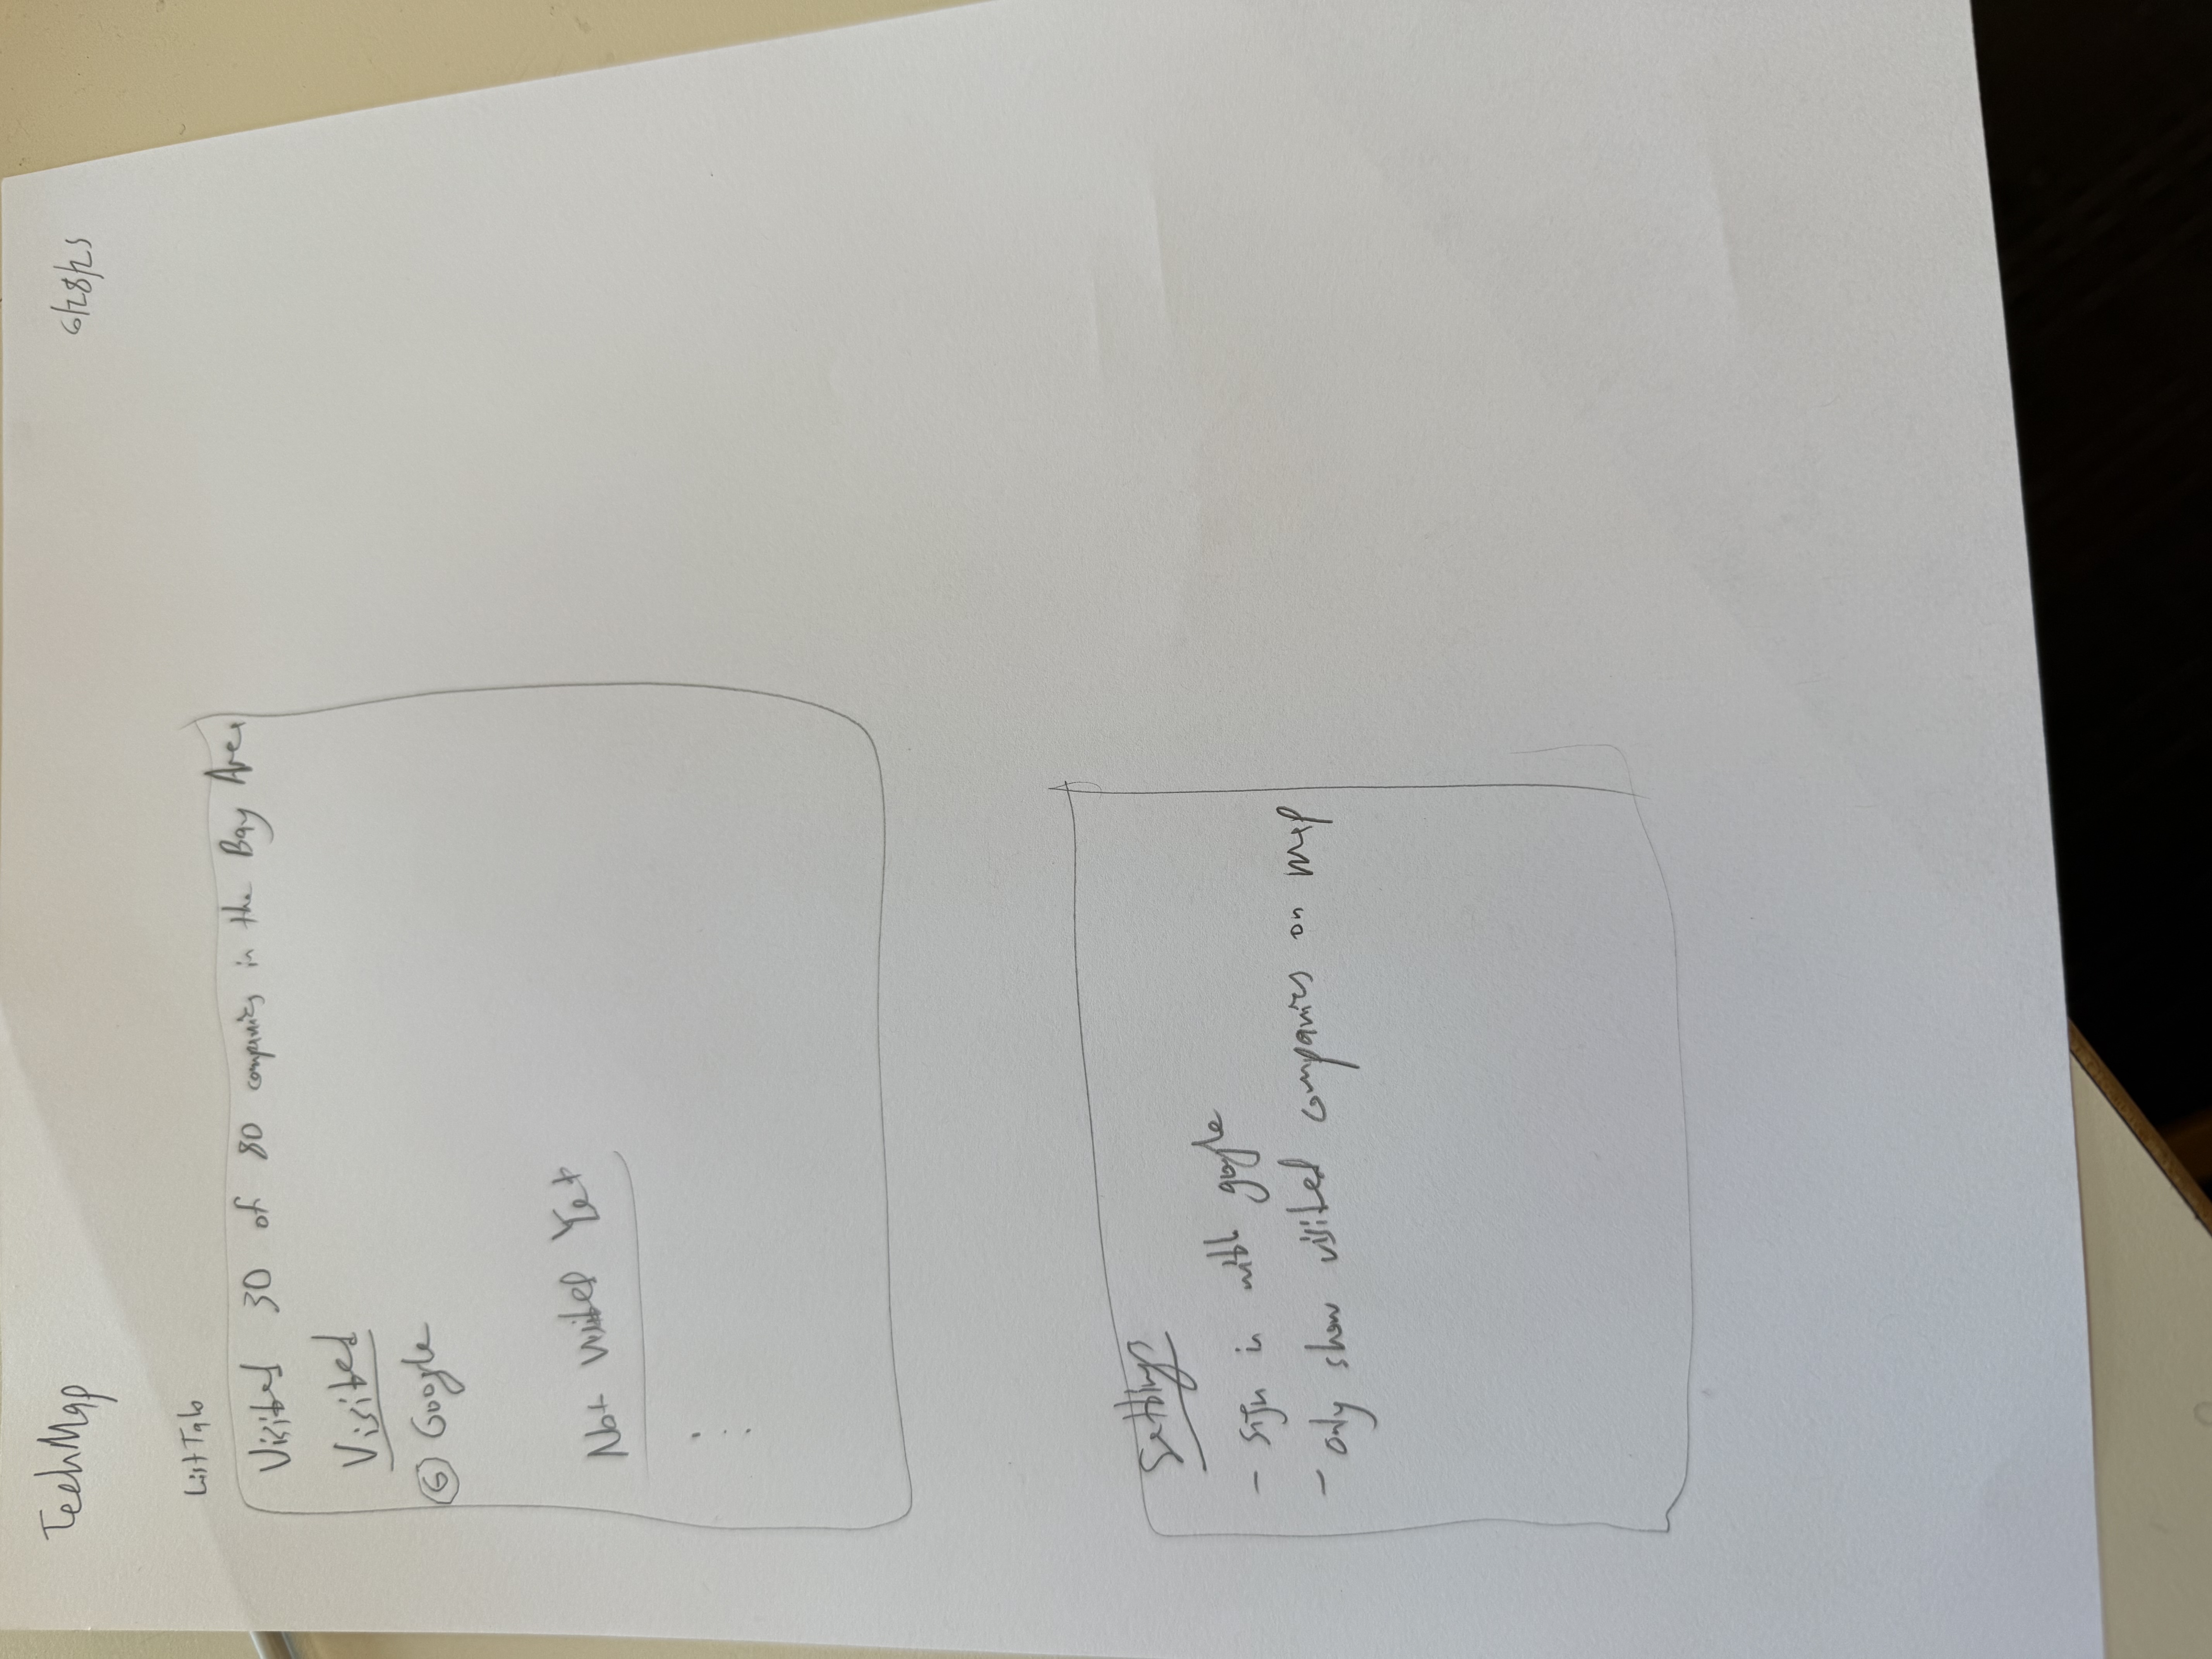 TechMap
6/28/25
List Tab
Visited 30 of 80 companies in the Bay Area
Visited
G Google
Not Visited Yet
Settings
- Sign in with google
- only show visited companies on map